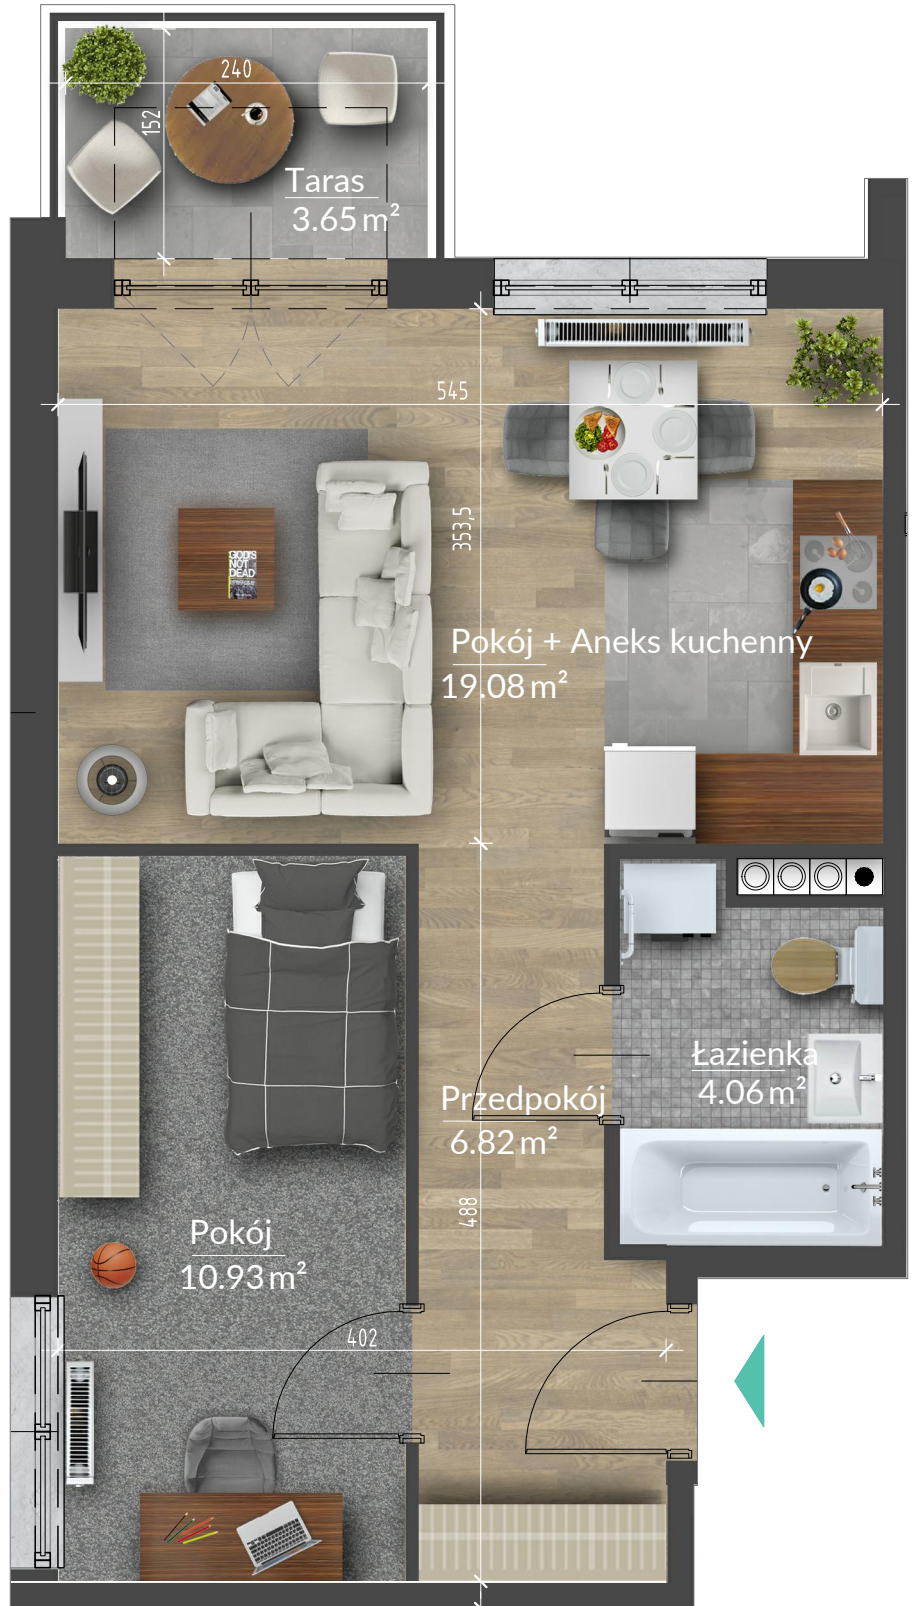 240
152
Taras
3.65 m²
545
353,5
GOD'S
NOT
DEAD
Pokój + Aneks kuchenny
19.08 m²
Łazienka
4.06 m²
Przedpokój
6.82 m²
488
Pokój
10.93 m²
402